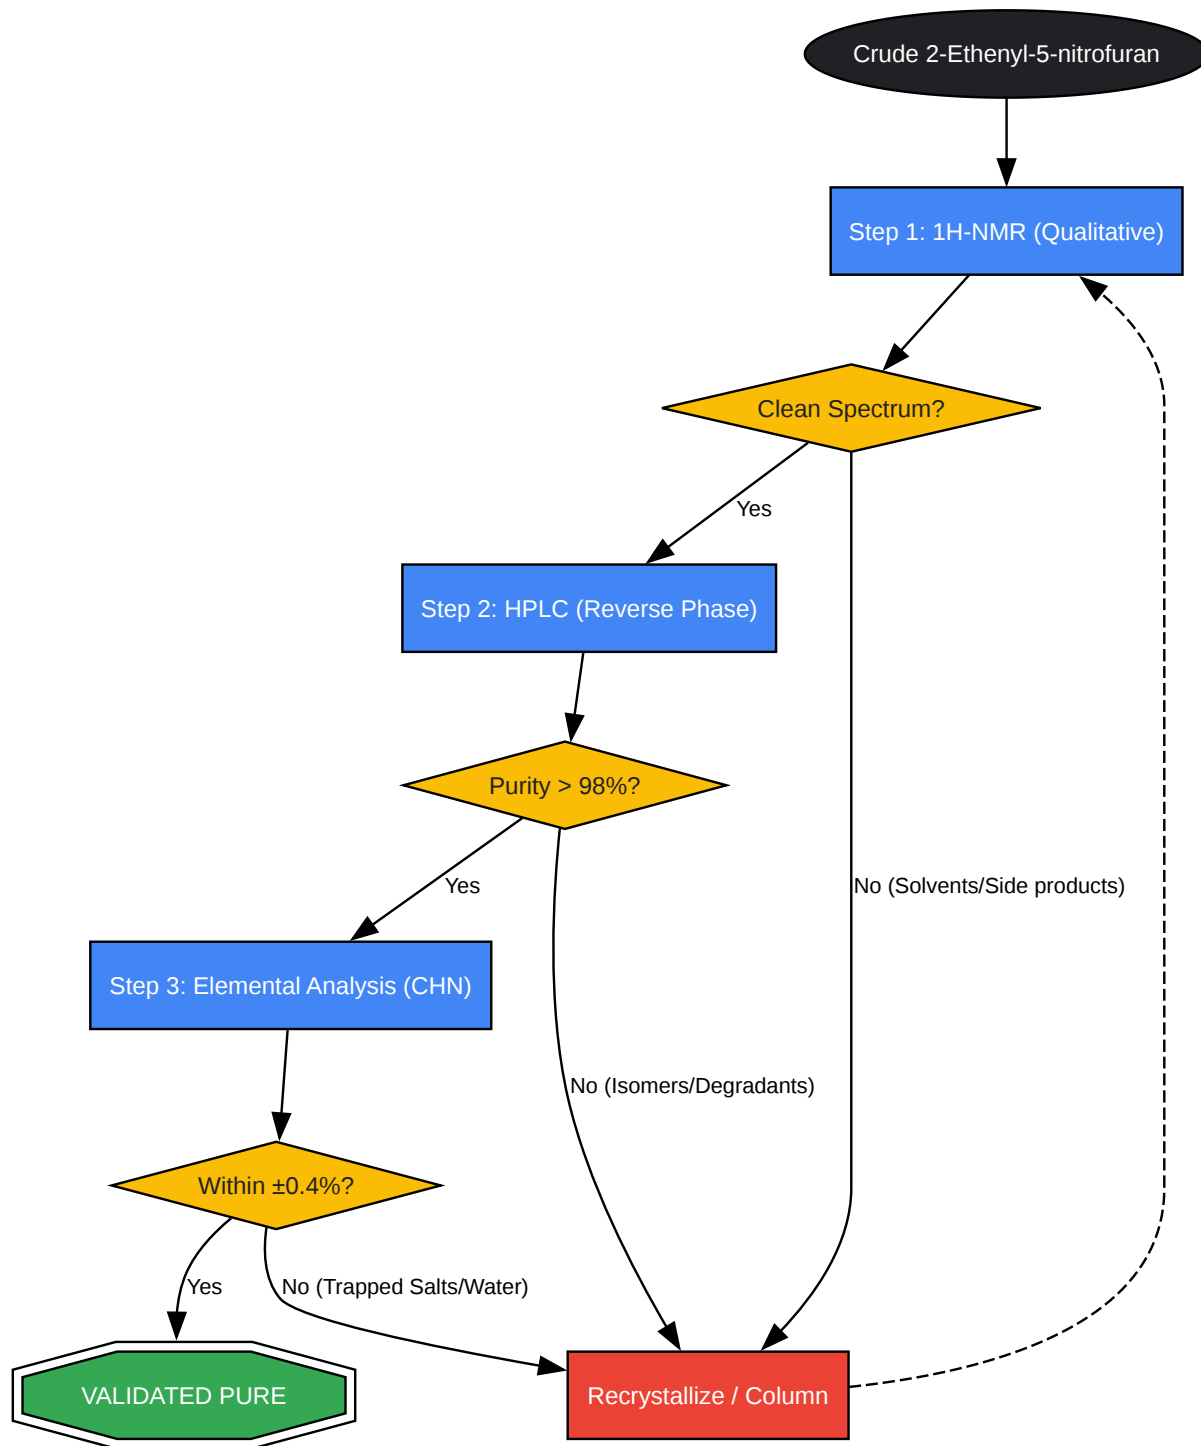 Crude 2-Ethenyl-5-nitrofuran
Step 1: 1H-NMR (Qualitative)
Clean Spectrum?
Yes
Step 2: HPLC (Reverse Phase)
Purity > 98%?
Yes
No (Solvents/Side products)
Step 3: Elemental Analysis (CHN)
No (Isomers/Degradants)
Within ±0.4%?
Yes
No (Trapped Salts/Water)
VALIDATED PURE
Recrystallize / Column